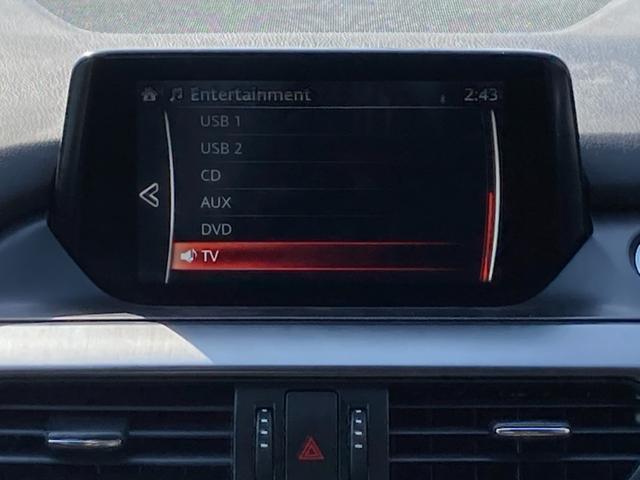 Entertainment 2:43
USB 1
USB 2
CD
AUX
DVD
TV